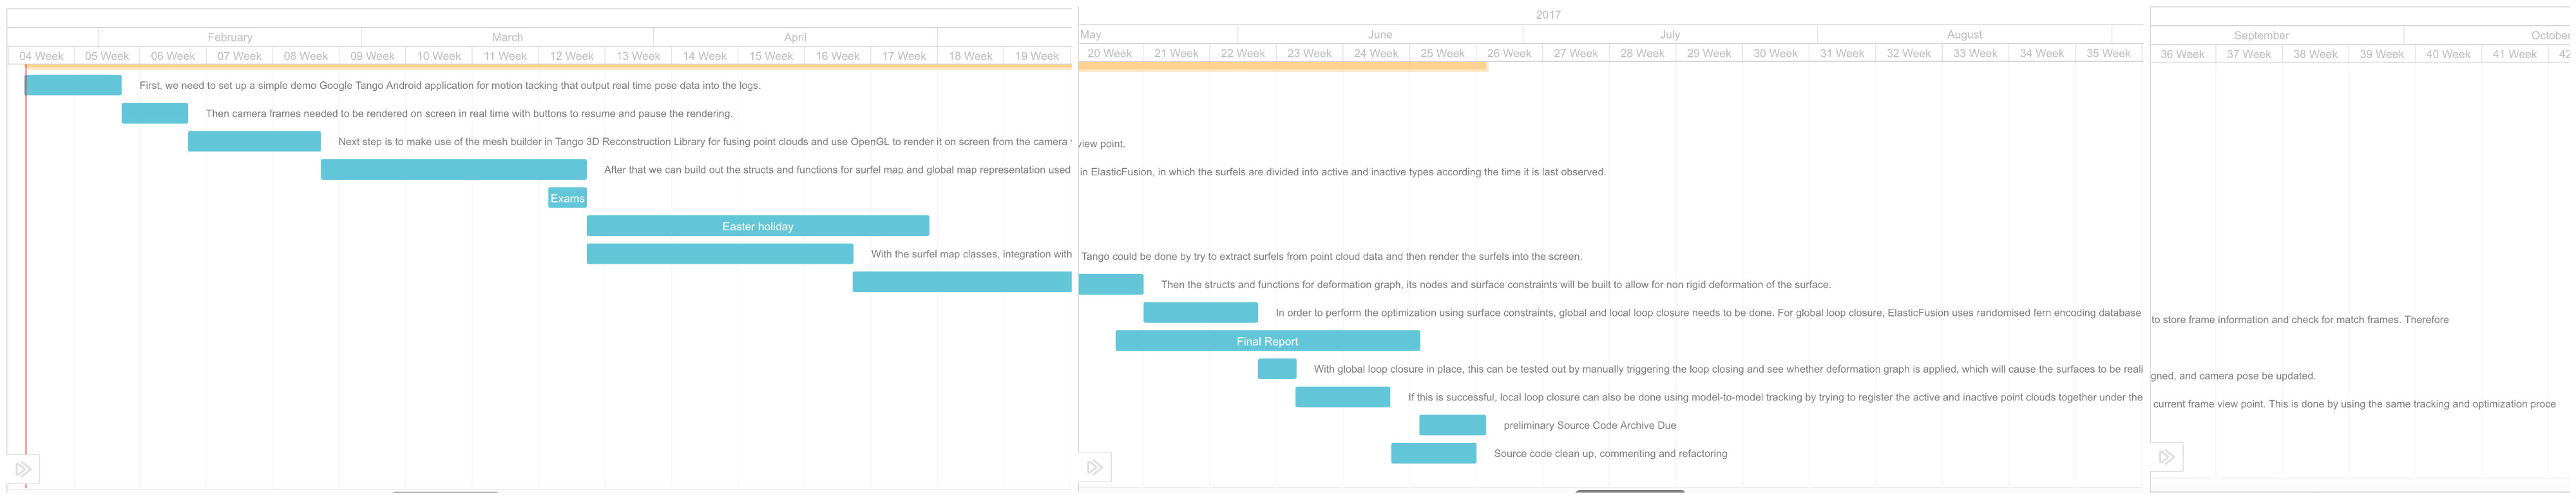 2017
February March April May June July August September October
04 Week 05 Week 06 Week 07 Week 08 Week 09 Week 10 Week 11 Week 12 Week 13 Week 14 Week 15 Week 16 Week 17 Week 18 Week 19 Week 20 Week 21 Week 22 Week 23 Week 24 Week 25 Week 26 Week 27 Week 28 Week 29 Week 30 Week 31 Week 32 Week 33 Week 34 Week 35 Week 36 Week 37 Week 38 Week 39 Week 40 Week 41 Week 42
First, we need to set up a simple demo Google Tango Android application for motion tacking that output real time pose data into the logs.
Then camera frames needed to be rendered on screen in real time with buttons to resume and pause the rendering.
Next step is to make use of the mesh builder in Tango 3D Reconstruction Library for fusing point clouds and use OpenGL to render it on screen from the camera view point.
After that we can build out the structs and functions for surfel map and global map representation used in ElasticFusion, in which the surfels are divided into active and inactive types according the time it is last observed.
Exams
Easter holiday
With the surfel map classes, integration with Tango could be done by try to extract surfels from point cloud data and then render the surfels into the screen.
Then the structs and functions for deformation graph, its nodes and surface constraints will be built to allow for non rigid deformation of the surface.
In order to perform the optimization using surface constraints, global and local loop closure needs to be done. For global loop closure, ElasticFusion uses randomised fern encoding database to store frame information and check for match frames. Therefore
Final Report
With global loop closure in place, this can be tested out by manually triggering the loop closing and see whether deformation graph is applied, which will cause the surfaces to be realigned, and camera pose be updated.
If this is successful, local loop closure can also be done using model-to-model tracking by trying to register the active and inactive point clouds together under the current frame view point. This is done by using the same tracking and optimization proce
preliminary Source Code Archive Due
Source code clean up, commenting and refactoring